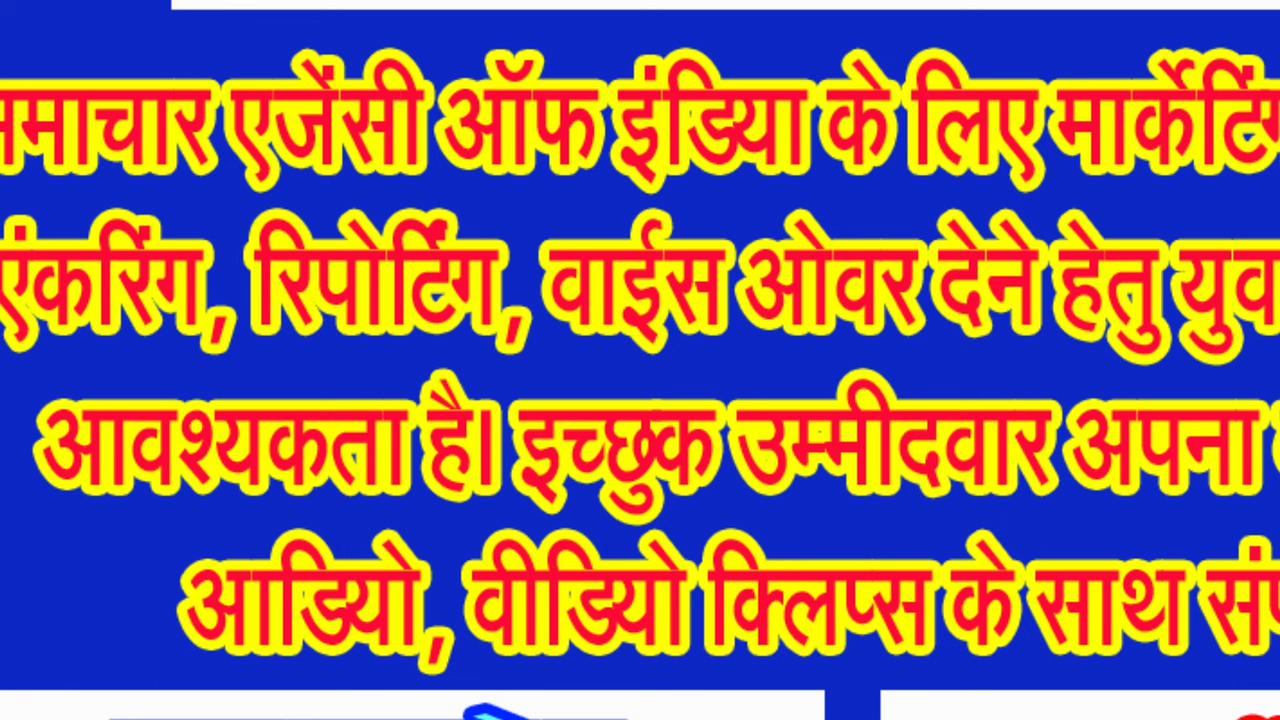 समाचार एजेंसी ऑफ इंडिया के लिए मार्केटिंग
एंकरिंग, रिपोर्टिंग, वाईस ओवर देने हेतु
आवश्यकता है। इच्छुक उम्मीदवार अपना
आडियो, वीडियो क्लिप्स के साथ